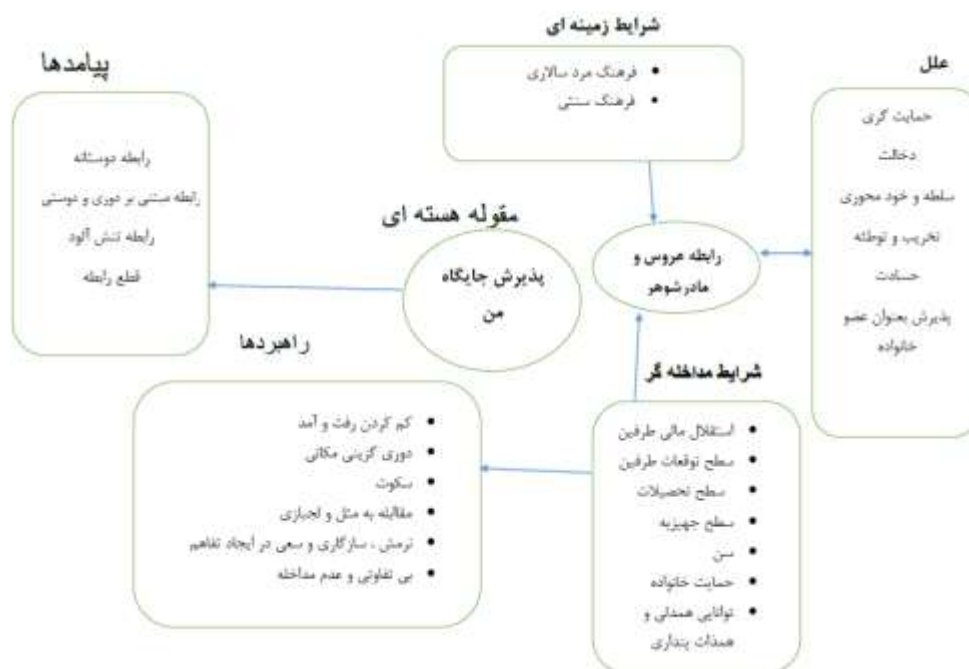 شرایط زمینه ای
فرهنگ مرد سالاری
فرهنگ سنتی
علل
حمایت گری
دخالت
سلطه و خود محوری
تخریب و توطئه
حسادت
پذیرش بعنوان عضو
خانواده
رابطه عروس و
مادرشوهر
مقوله هسته ای
پذیرش جایگاه
من
پیامدها
رابطه دوستانه
رابطه مبتنی بر دوری و دوستی
رابطه تنش آلود
قطع رابطه
شرایط مداخله گر
استقلال مالی طرفین
سطح توقعات طرفین
سطح تحصیلات
سطح جهیزیه
سن
حمایت خانواده
توانایی همدلی و
همذات پنداری
راهبردها
کم کردن رفت و آمد
دوری گزینی مکانی
سکوت
مقابله به مثل و لجبازی
نرمش ، سازگاری و سعی در ایجاد تفاهم
بی تفاوتی و عدم مداخله